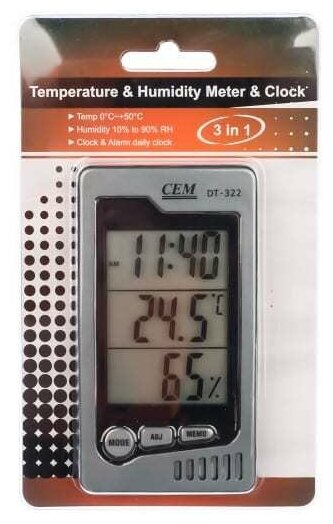 Temperature & Humidity Meter & Clock
Temp 0°C~+50°C
Humidity 10% to 90% RH
Clock & Alarm daily clock
3 in 1
CEM DT-322
AM 11:40
24.5°C
65%
MODE ADJ MEMO